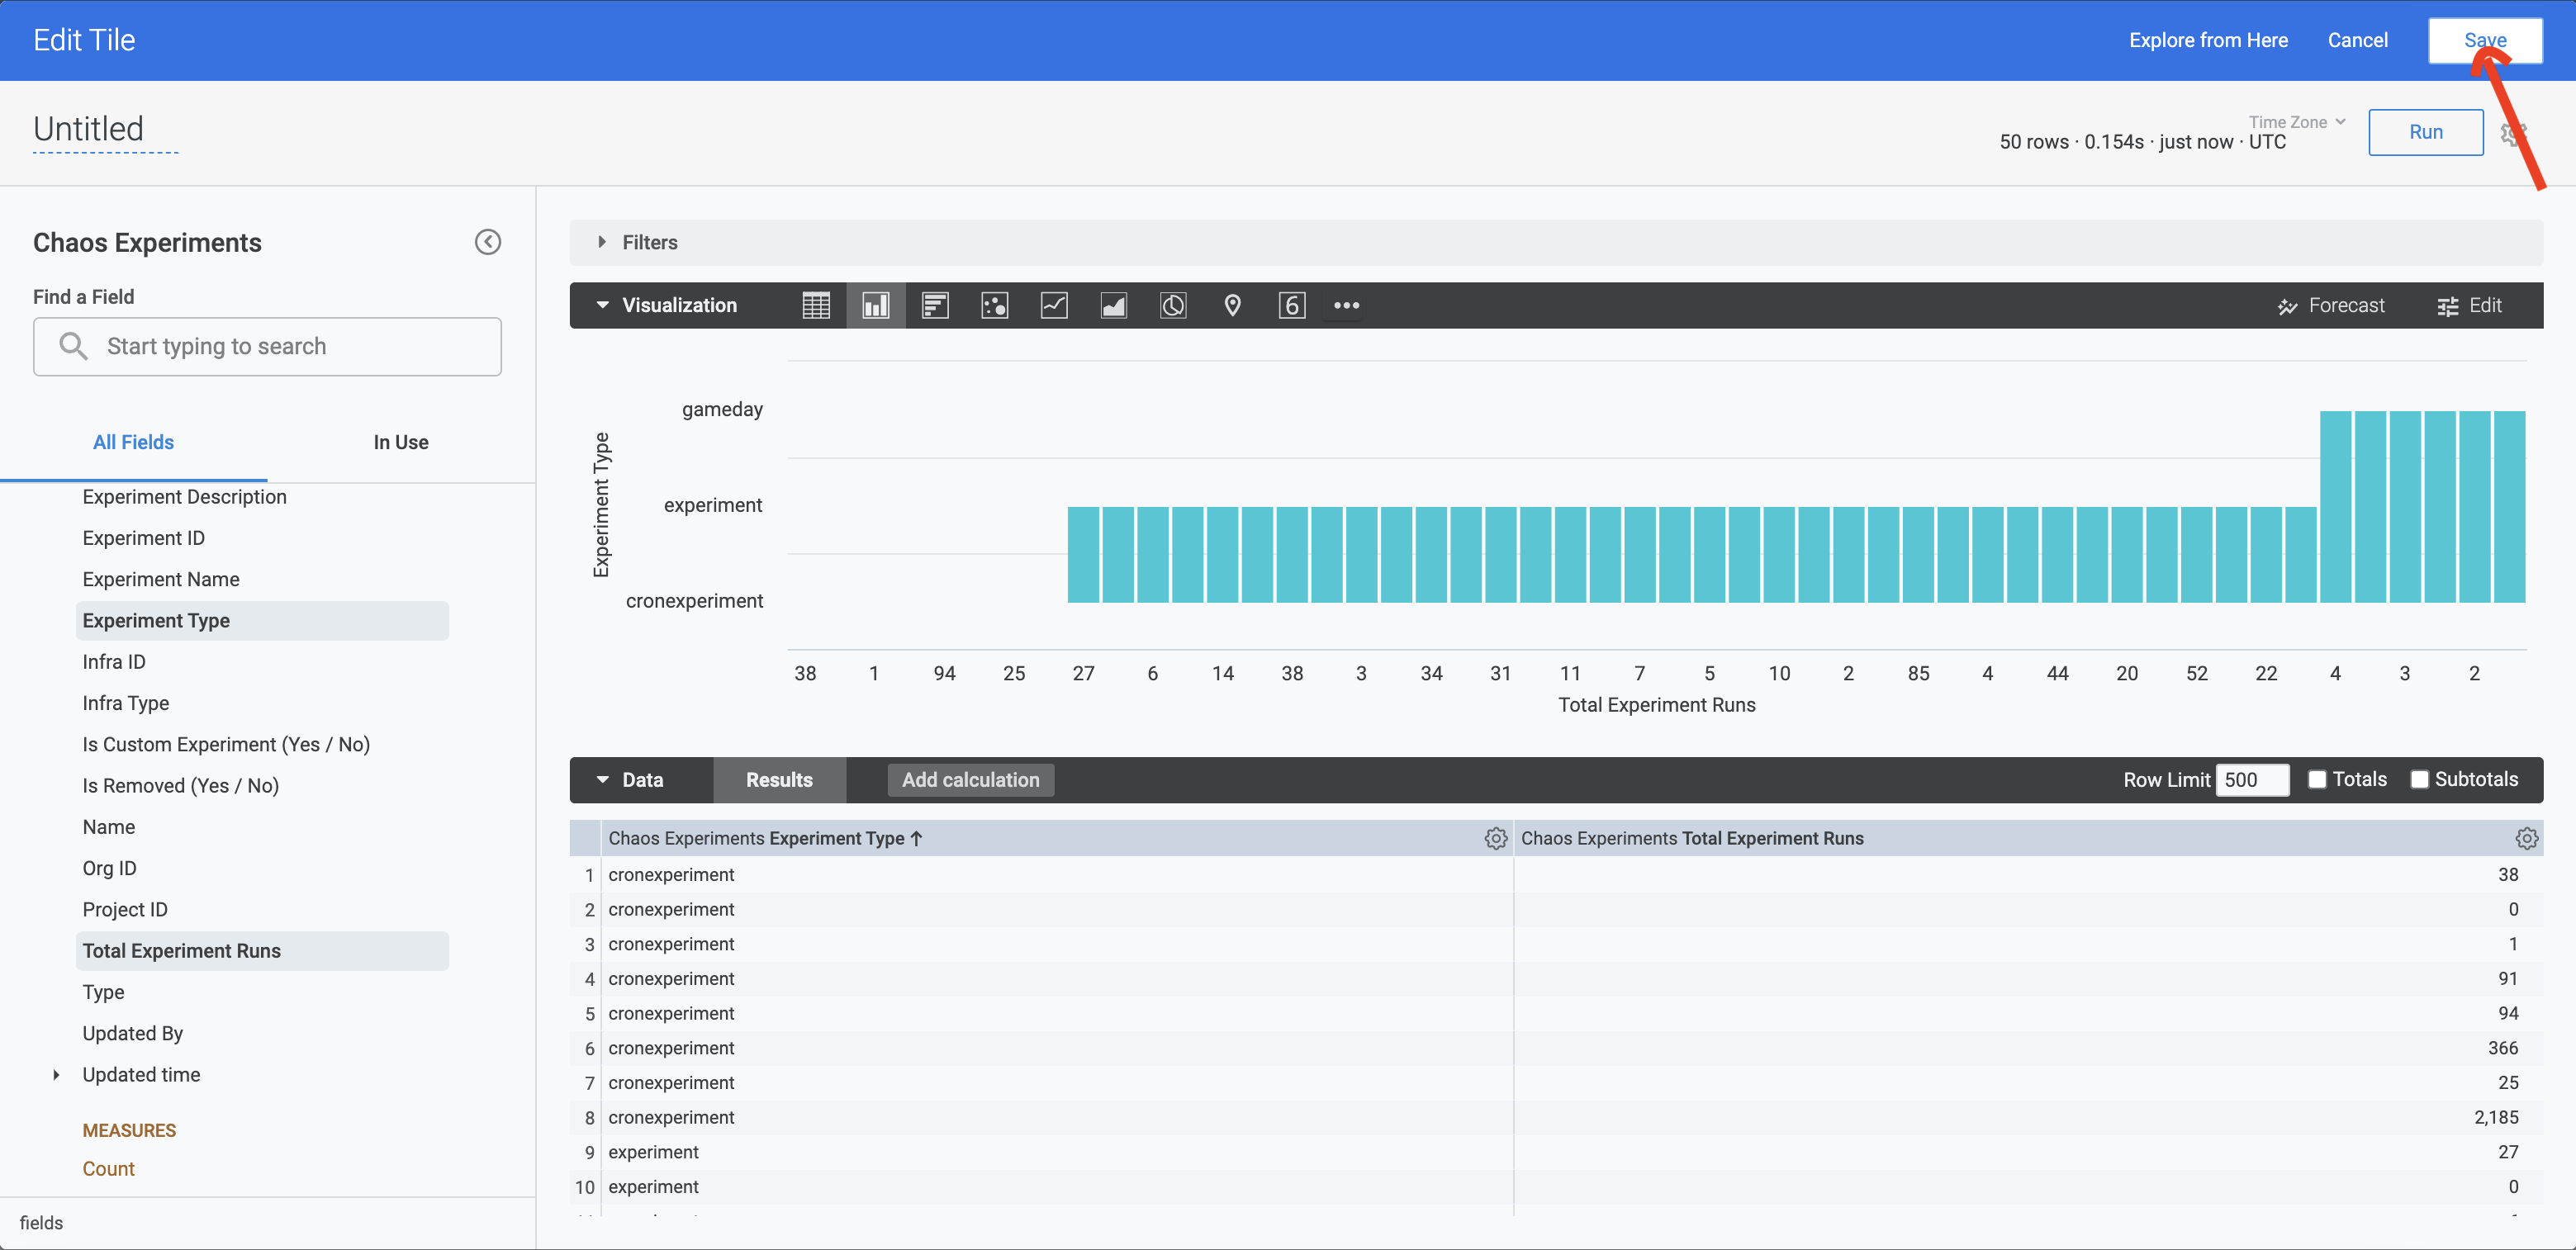 Edit Tile
Explore from Here
Cancel
Save
Untitled
Time Zone
50 rows · 0.154s · just now · UTC
Run
Chaos Experiments
Find a Field
Start typing to search
All Fields
In Use
Experiment Description
Experiment ID
Experiment Name
Experiment Type
Infra ID
Infra Type
Is Custom Experiment (Yes / No)
Is Removed (Yes / No)
Name
Org ID
Project ID
Total Experiment Runs
Type
Updated By
Updated time
MEASURES
Count
fields
Filters
Visualization
6
Forecast
Edit
Experiment Type
gameday
experiment
cronexperiment
38 1 94 25 27 6 14 38 3 34 31 11 7 5 10 2 85 4 44 20 52 22 4 3 2
Total Experiment Runs
Data
Results
Add calculation
Row Limit 500
Totals
Subtotals
Chaos Experiments Experiment Type ↑
Chaos Experiments Total Experiment Runs
1 cronexperiment 38
2 cronexperiment 0
3 cronexperiment 1
4 cronexperiment 91
5 cronexperiment 94
6 cronexperiment 366
7 cronexperiment 25
8 cronexperiment 2,185
9 experiment 27
10 experiment 0